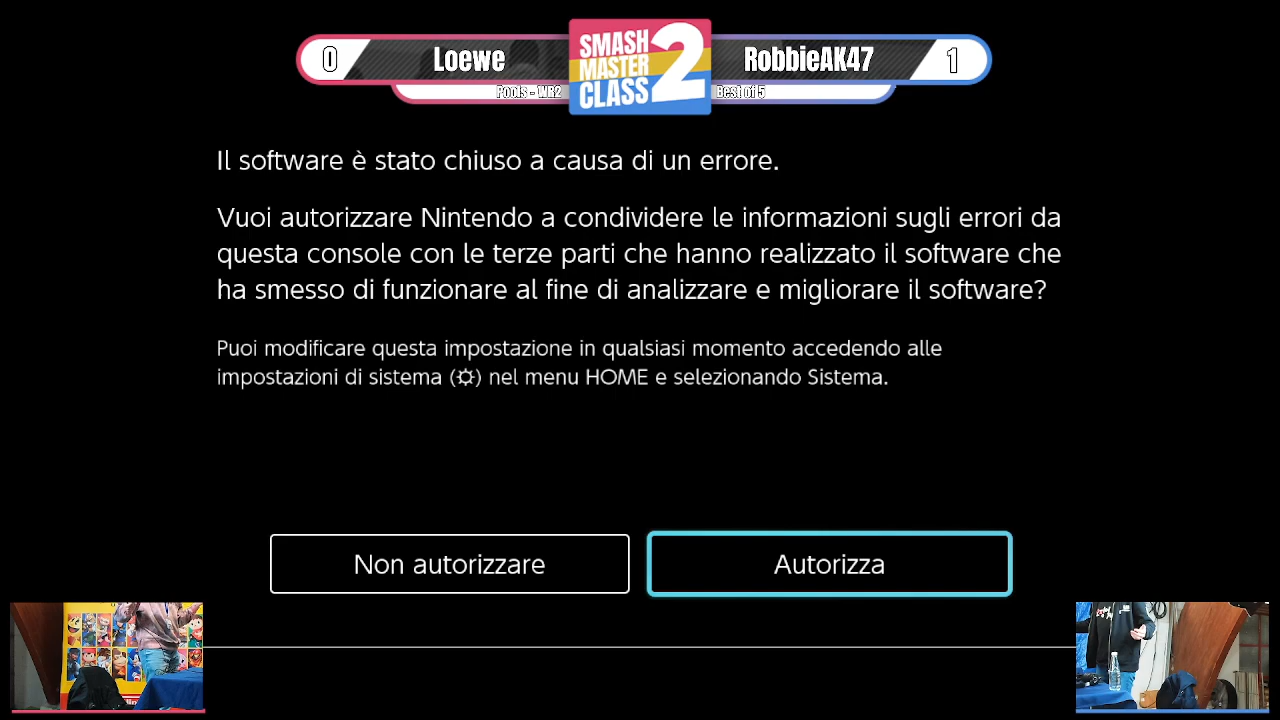 0
Loewe
SMASH
MASTER
CLASS
2
RobbieAK47
1
Pools - WR2
Best of 5
Il software è stato chiuso a causa di un errore.
Vuoi autorizzare Nintendo a condividere le informazioni sugli errori da
questa console con le terze parti che hanno realizzato il software che
ha smesso di funzionare al fine di analizzare e migliorare il software?
Puoi modificare questa impostazione in qualsiasi momento accedendo alle
impostazioni di sistema (⛭) nel menu HOME e selezionando Sistema.
Non autorizzare
Autorizza